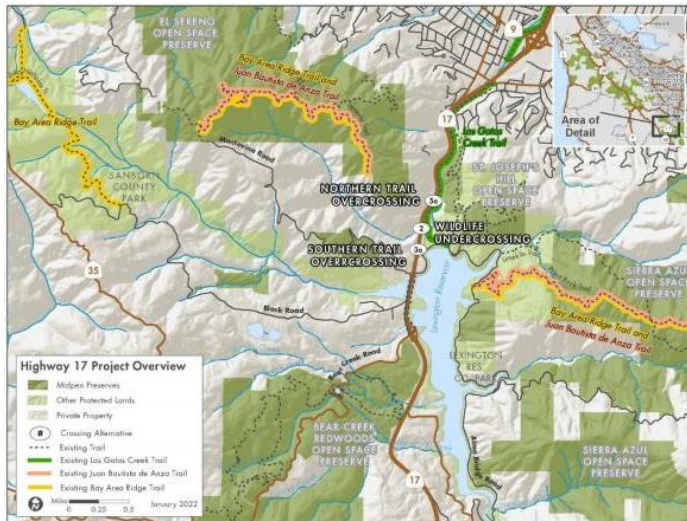 EL SERENO
OPEN SPACE
PRESERVE
9
Bay Area Ridge Trail and
Juan Bautista de Anza Trail
Area of
Detail
17
Bay Area Ridge Trail
Los Gatos
Creek Trail
Montevina Road
SANBORN
COUNTY
PARK
ST. JOSEPH'S
HILL
OPEN SPACE
PRESERVE
NORTHERN TRAIL
OVERCROSSING
5a
2
WILDLIFE
UNDERCROSSING
SOUTHERN TRAIL
OVERRCROSSING
3a
35
SIERRA AZUL
OPEN SPACE
PRESERVE
Lexington Reservoir
Black Road
Bay Area Ridge Trail and
Juan Bautista de Anza Trail
Bear Creek Road
LEXINGTON
RES.
CO. PARK
BEAR CREEK
REDWOODS
OPEN SPACE
PRESERVE
SIERRA AZUL
OPEN SPACE
PRESERVE
17
Highway 17 Project Overview
Midpen Preserves
Other Protected Lands
Private Property
Crossing Alternative
Existing Trail
Existing Los Gatos Creek Trail
Existing Juan Bautista de Anza Trail
Existing Bay Area Ridge Trail
Miles
0 0.25 0.5
January 2022